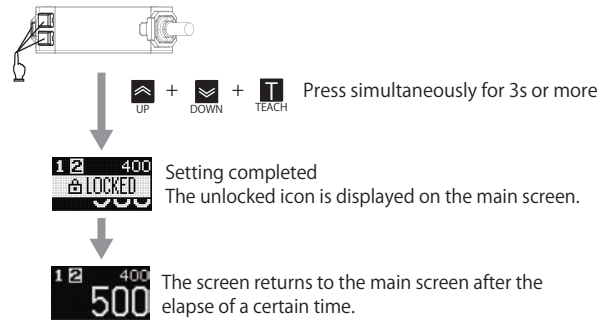 UP + DOWN + T TEACH Press simultaneously for 3s or more
1 2 400
LOCKED
Setting completed
The unlocked icon is displayed on the main screen.
1 2 400
500
The screen returns to the main screen after the
elapse of a certain time.